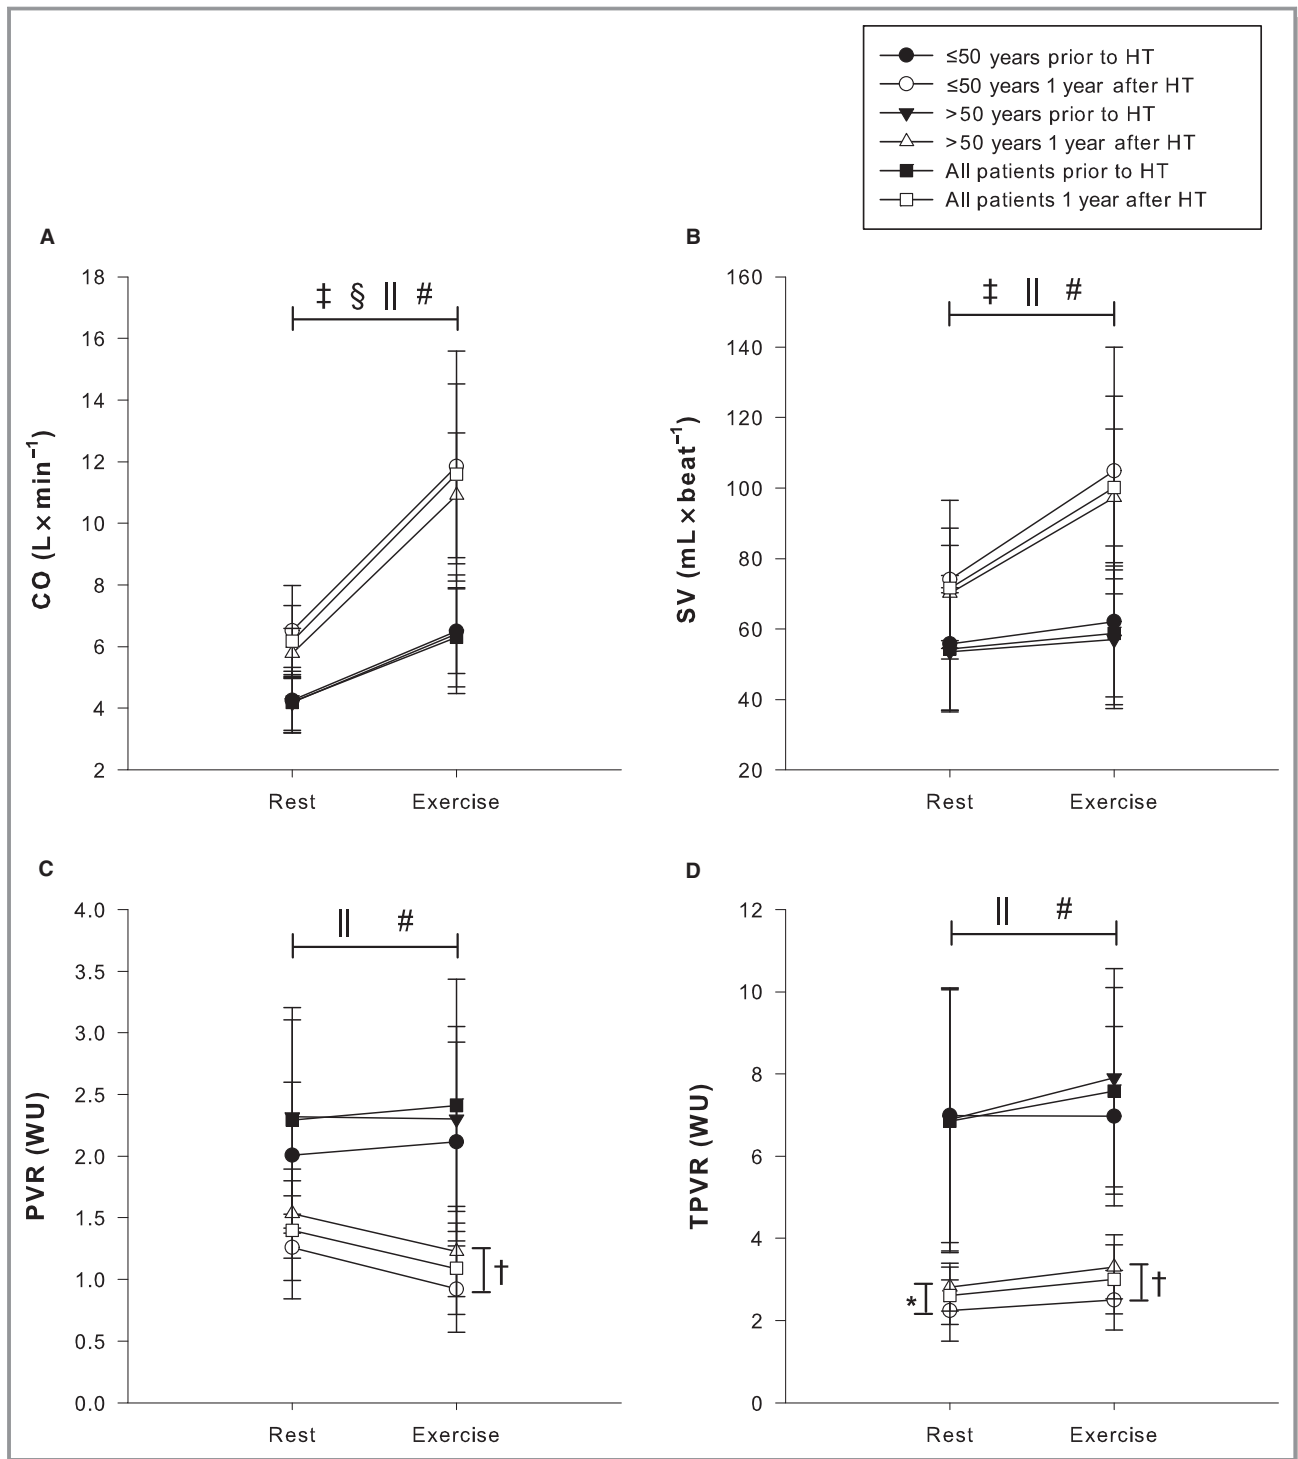 ≤50 years prior to HT
≤50 years 1 year after HT
>50 years prior to HT
>50 years 1 year after HT
All patients prior to HT
All patients 1 year after HT
A
‡ § || #
18
16
14
12
10
8
6
4
2
CO (L×min⁻¹)
Rest Exercise
B
‡ || #
160
140
120
100
80
60
40
20
SV (mL×beat⁻¹)
Rest Exercise
C
|| #
4.0
3.5
3.0
2.5
2.0
1.5
1.0
0.5
0.0
PVR (WU)
†
Rest Exercise
D
|| #
12
10
8
6
4
2
0
TPVR (WU)
* †
Rest Exercise